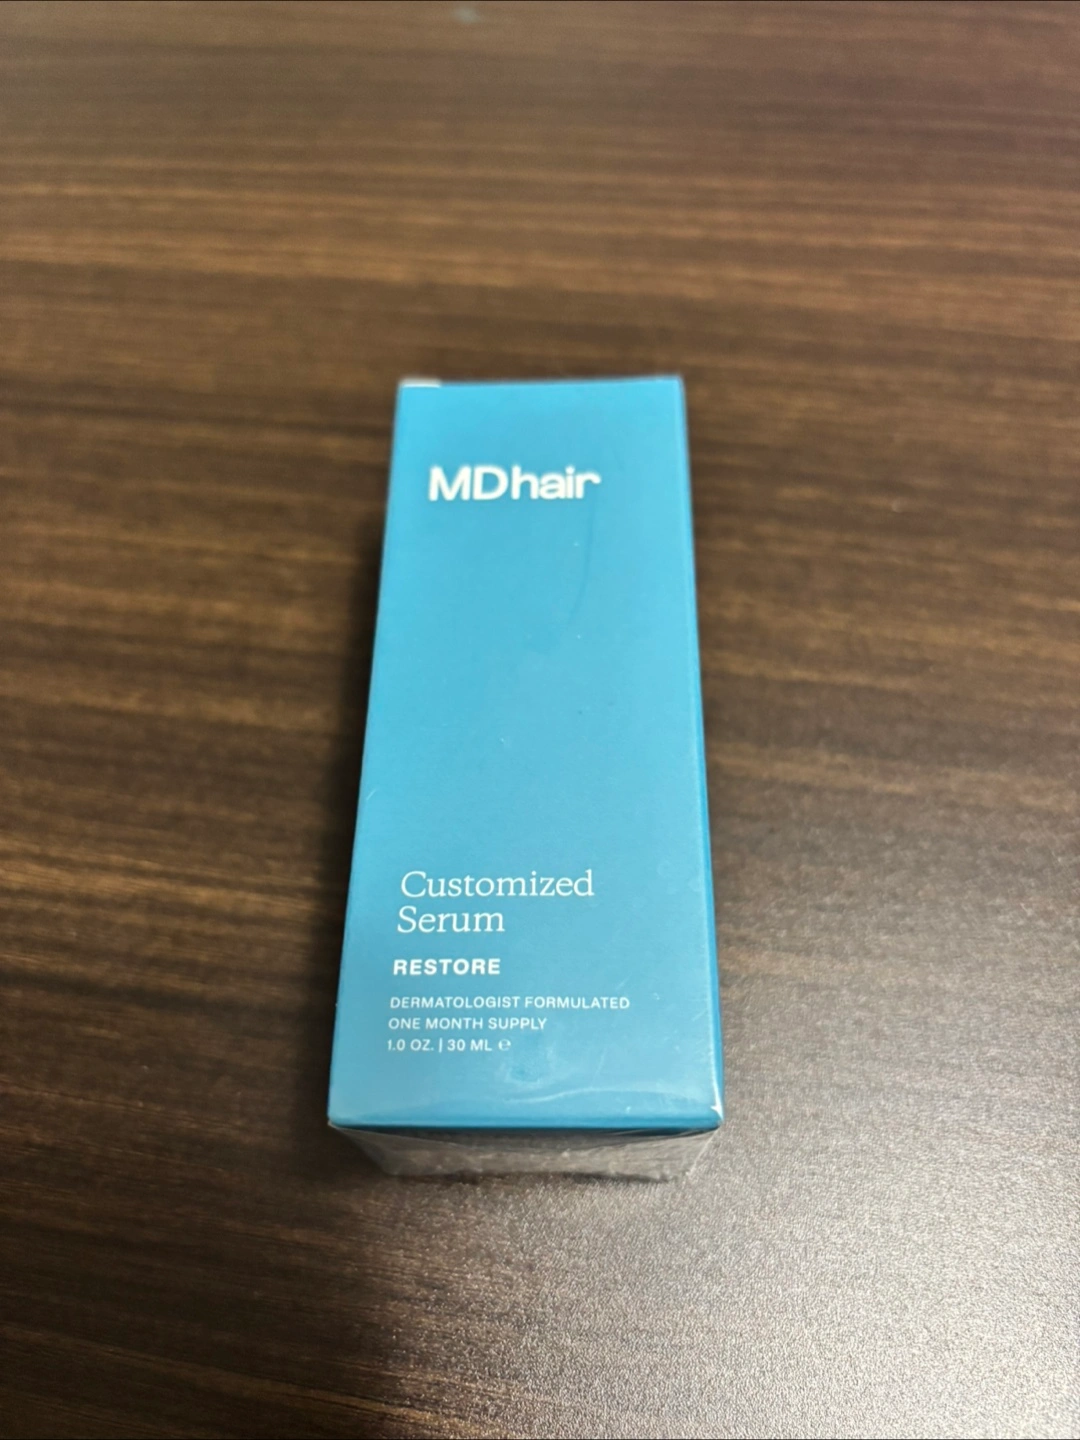 MDhair
Customized
Serum
RESTORE
DERMATOLOGIST FORMULATED
ONE MONTH SUPPLY
1.0 OZ. | 30 ML ℮